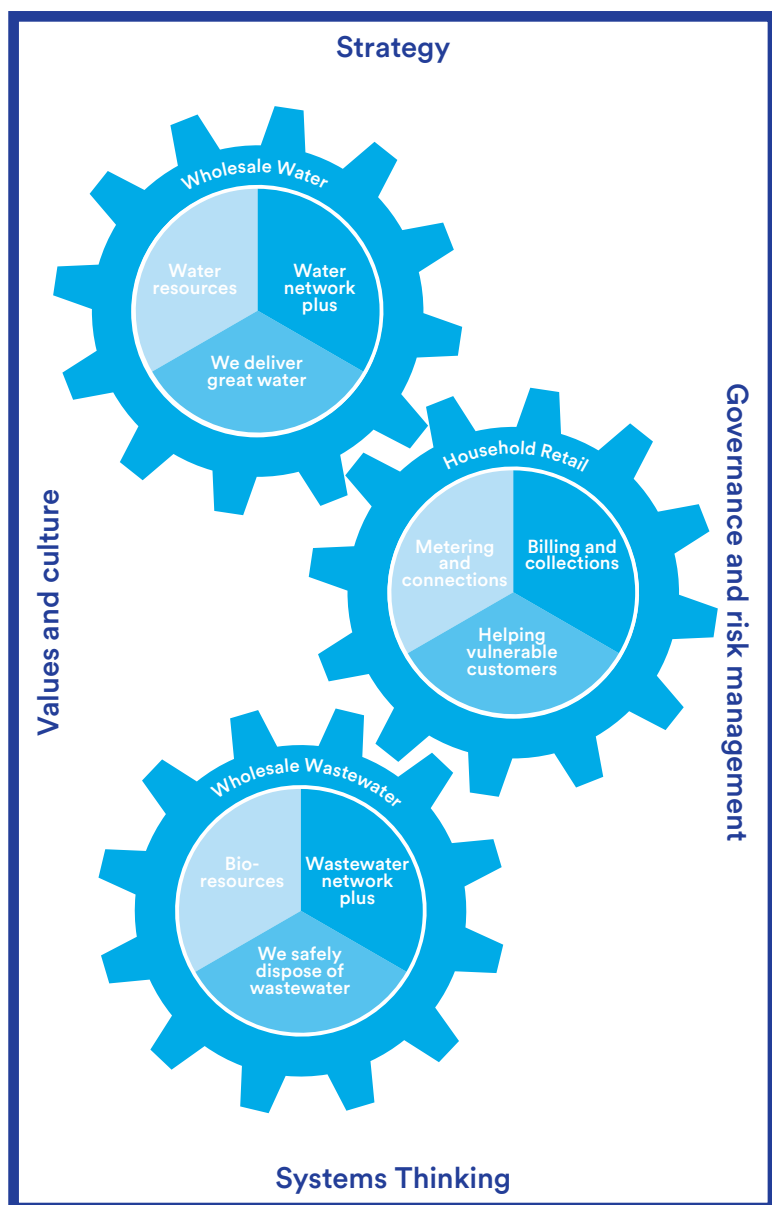 Strategy
Wholesale Water
Water
resources
Water
network
plus
We deliver
great water
Household Retail
Metering
and
connections
Billing and
collections
Helping
vulnerable
customers
Values and culture
Governance and risk management
Wholesale Wastewater
Bio-
resources
Wastewater
network
plus
We safely
dispose of
wastewater
Systems Thinking